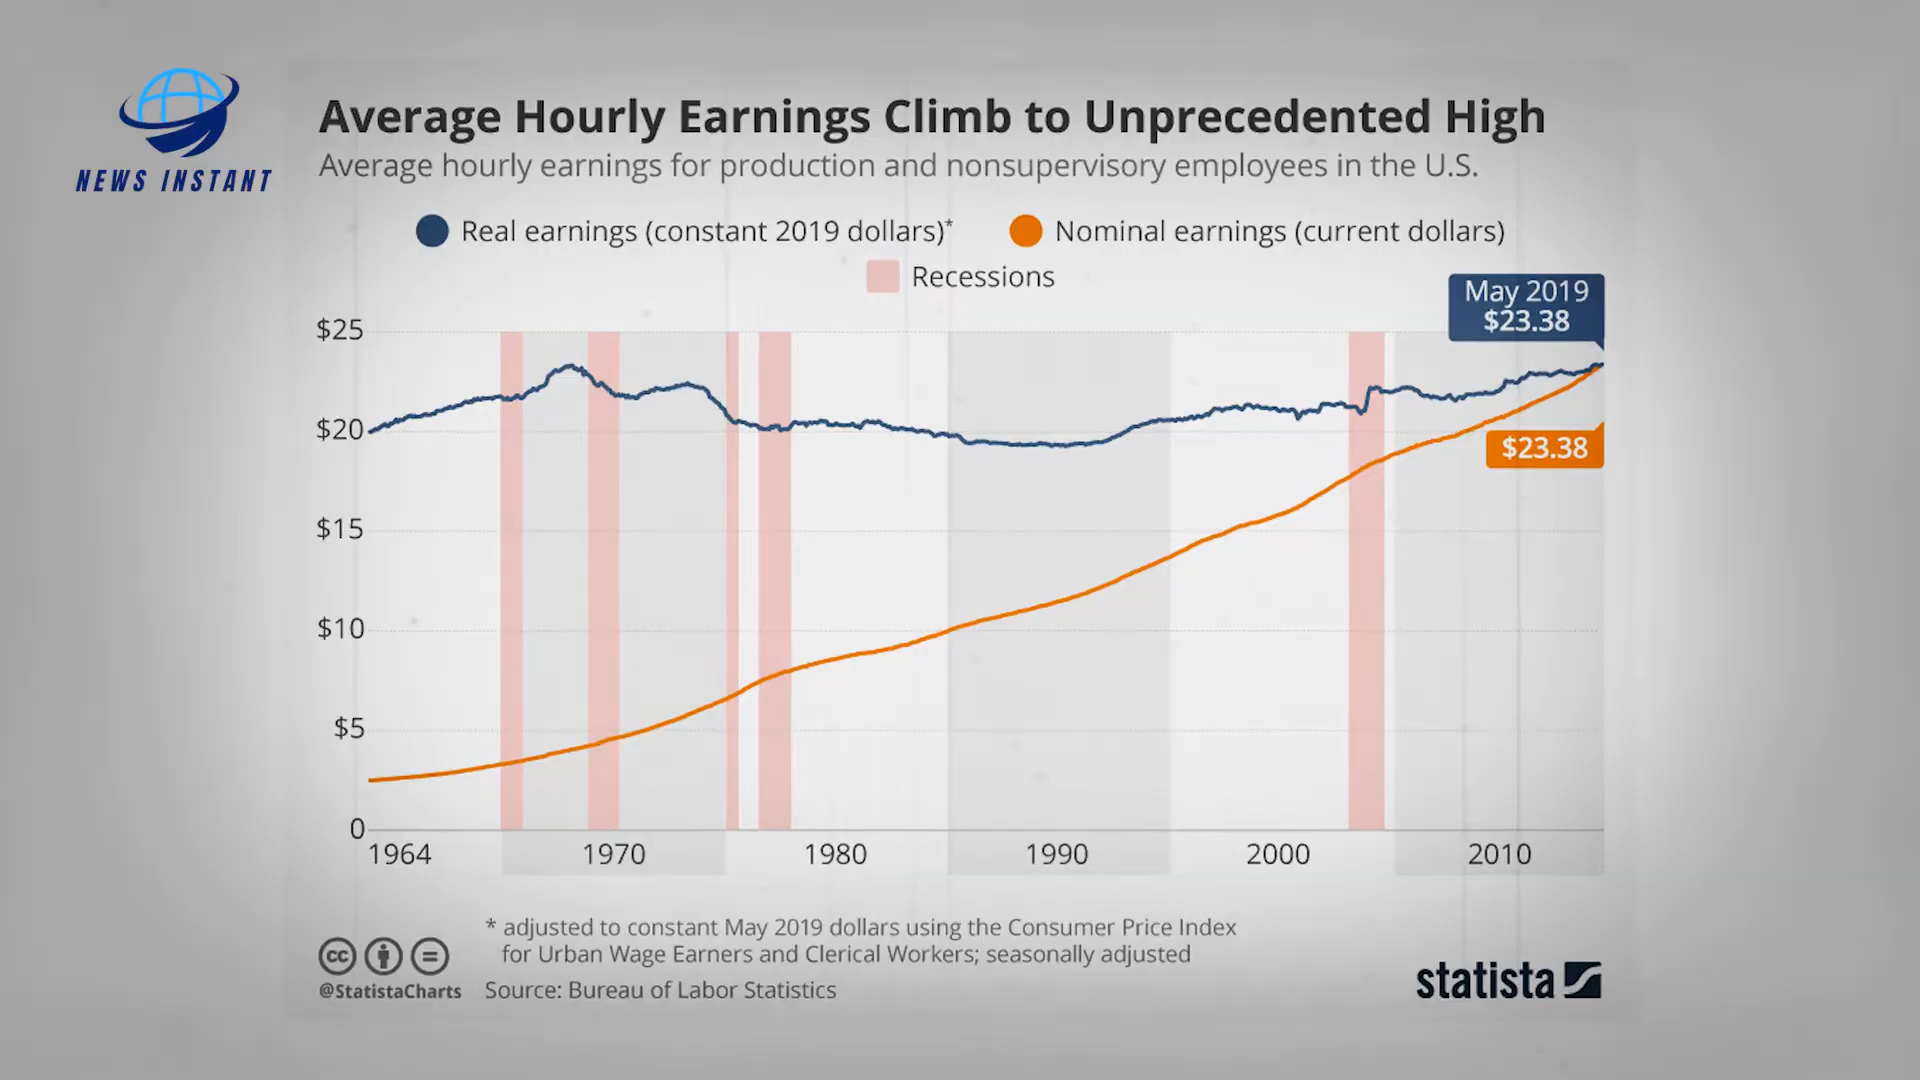 NEWS INSTANT
Average Hourly Earnings Climb to Unprecedented High
Average hourly earnings for production and nonsupervisory employees in the U.S.
Real earnings (constant 2019 dollars)*
Nominal earnings (current dollars)
Recessions
May 2019
$23.38
$23.38
$25
$20
$15
$10
$5
0
1964
1970
1980
1990
2000
2010
* adjusted to constant May 2019 dollars using the Consumer Price Index
for Urban Wage Earners and Clerical Workers; seasonally adjusted
cc
@StatistaCharts
Source: Bureau of Labor Statistics
statista